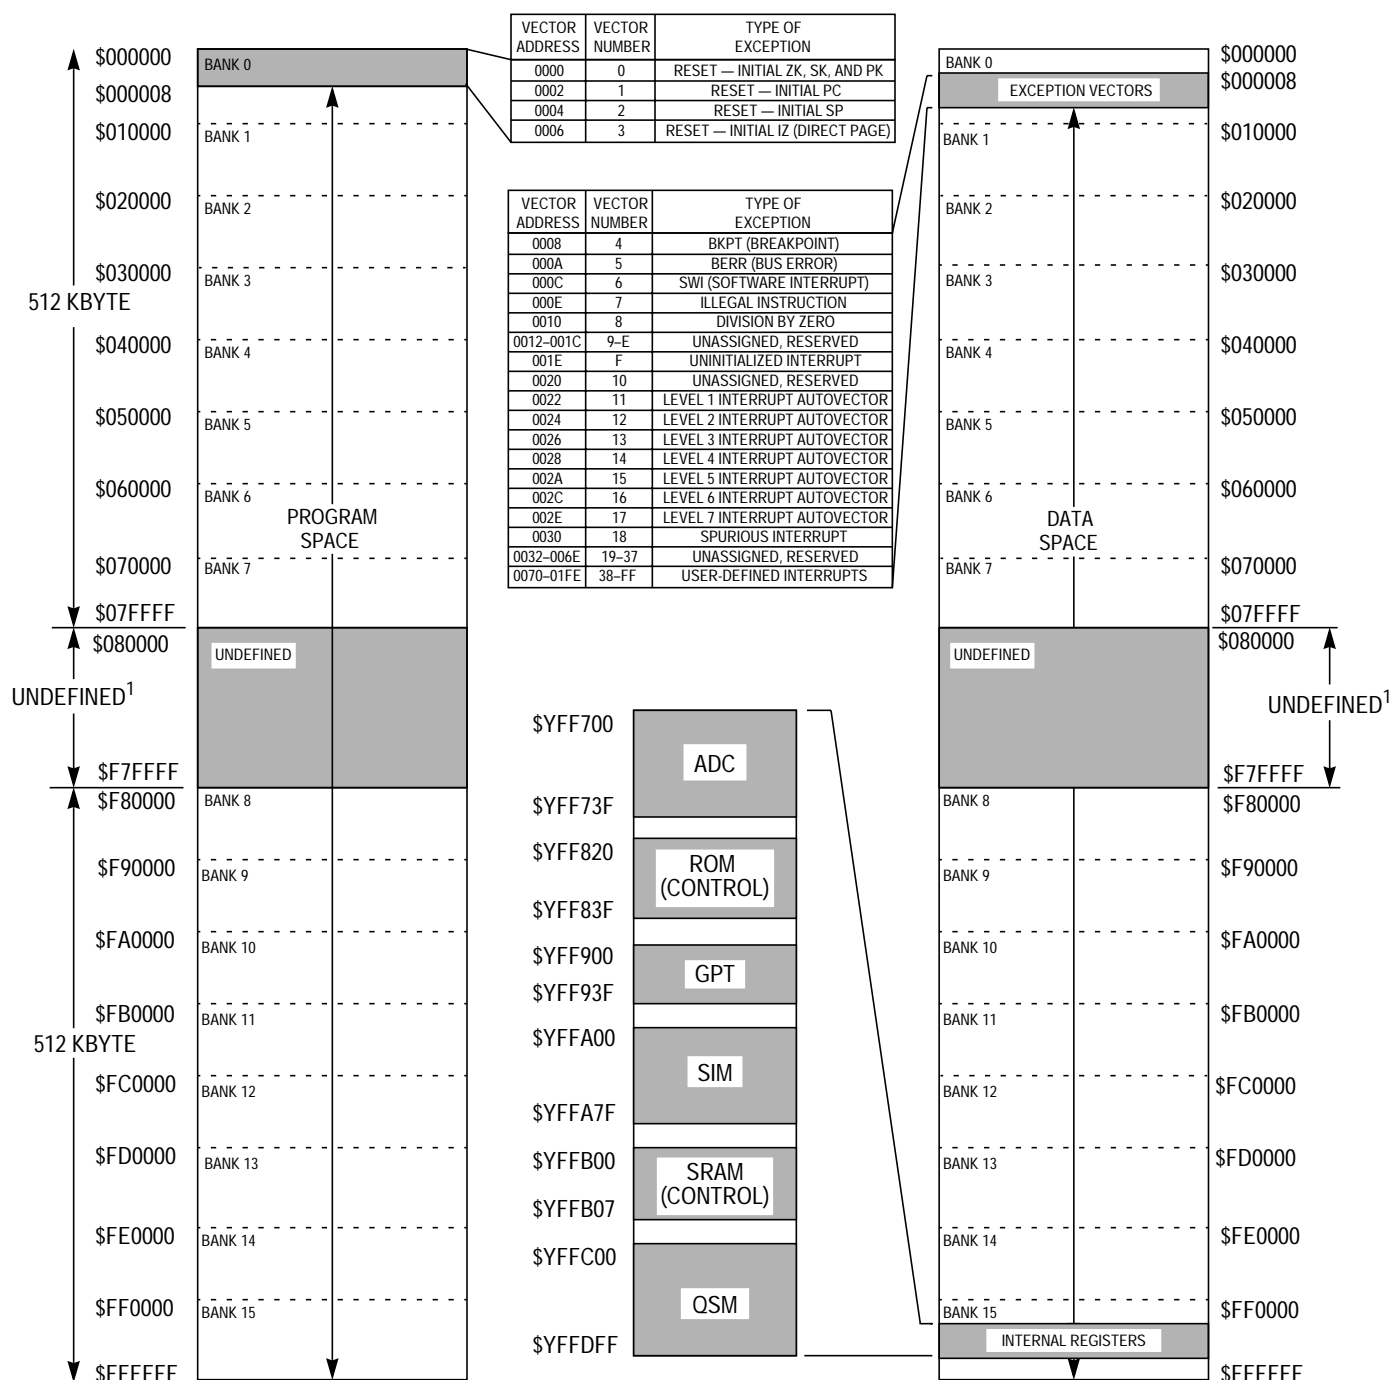 $000000
BANK 0
$000008
$010000
BANK 1
$020000
BANK 2
$030000
BANK 3
512 KBYTE
$040000
BANK 4
$050000
BANK 5
$060000
BANK 6
PROGRAM
SPACE
$070000
BANK 7
$07FFFF
$080000
UNDEFINED
UNDEFINED1
$F7FFFF
$F80000
BANK 8
$F90000
BANK 9
$FA0000
BANK 10
$FB0000
BANK 11
512 KBYTE
$FC0000
BANK 12
$FD0000
BANK 13
$FE0000
BANK 14
$FF0000
BANK 15
$FFFFFF
VECTOR ADDRESS VECTOR NUMBER TYPE OF EXCEPTION
0000 0 RESET — INITIAL ZK, SK, AND PK
0002 1 RESET — INITIAL PC
0004 2 RESET — INITIAL SP
0006 3 RESET — INITIAL IZ (DIRECT PAGE)
VECTOR ADDRESS VECTOR NUMBER TYPE OF EXCEPTION
0008 4 BKPT (BREAKPOINT)
000A 5 BERR (BUS ERROR)
000C 6 SWI (SOFTWARE INTERRUPT)
000E 7 ILLEGAL INSTRUCTION
0010 8 DIVISION BY ZERO
0012–001C 9–E UNASSIGNED, RESERVED
001E F UNINITIALIZED INTERRUPT
0020 10 UNASSIGNED, RESERVED
0022 11 LEVEL 1 INTERRUPT AUTOVECTOR
0024 12 LEVEL 2 INTERRUPT AUTOVECTOR
0026 13 LEVEL 3 INTERRUPT AUTOVECTOR
0028 14 LEVEL 4 INTERRUPT AUTOVECTOR
002A 15 LEVEL 5 INTERRUPT AUTOVECTOR
002C 16 LEVEL 6 INTERRUPT AUTOVECTOR
002E 17 LEVEL 7 INTERRUPT AUTOVECTOR
0030 18 SPURIOUS INTERRUPT
0032–006E 19–37 UNASSIGNED, RESERVED
0070–01FE 38–FF USER-DEFINED INTERRUPTS
$YFF700
ADC
$YFF73F
$YFF820
ROM
(CONTROL)
$YFF83F
$YFF900
GPT
$YFF93F
$YFFA00
SIM
$YFFA7F
$YFFB00
SRAM
(CONTROL)
$YFFB07
$YFFC00
QSM
$YFFDFF
BANK 0
$000000
$000008
EXCEPTION VECTORS
$010000
BANK 1
$020000
BANK 2
$030000
BANK 3
$040000
BANK 4
$050000
BANK 5
$060000
BANK 6
DATA
SPACE
$070000
BANK 7
$07FFFF
$080000
UNDEFINED
UNDEFINED1
$F7FFFF
$F80000
BANK 8
$F90000
BANK 9
$FA0000
BANK 10
$FB0000
BANK 11
$FC0000
BANK 12
$FD0000
BANK 13
$FE0000
BANK 14
$FF0000
BANK 15
INTERNAL REGISTERS
$FFFFFF